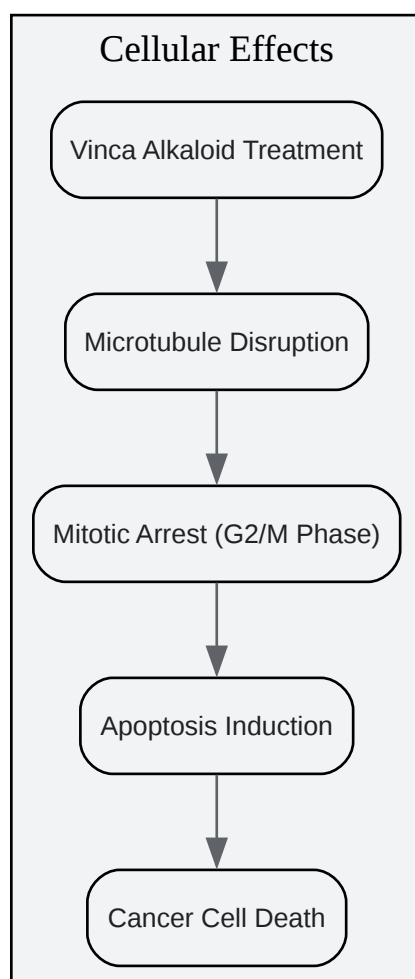 Cellular Effects
Vinca Alkaloid Treatment
Microtubule Disruption
Mitotic Arrest (G2/M Phase)
Apoptosis Induction
Cancer Cell Death